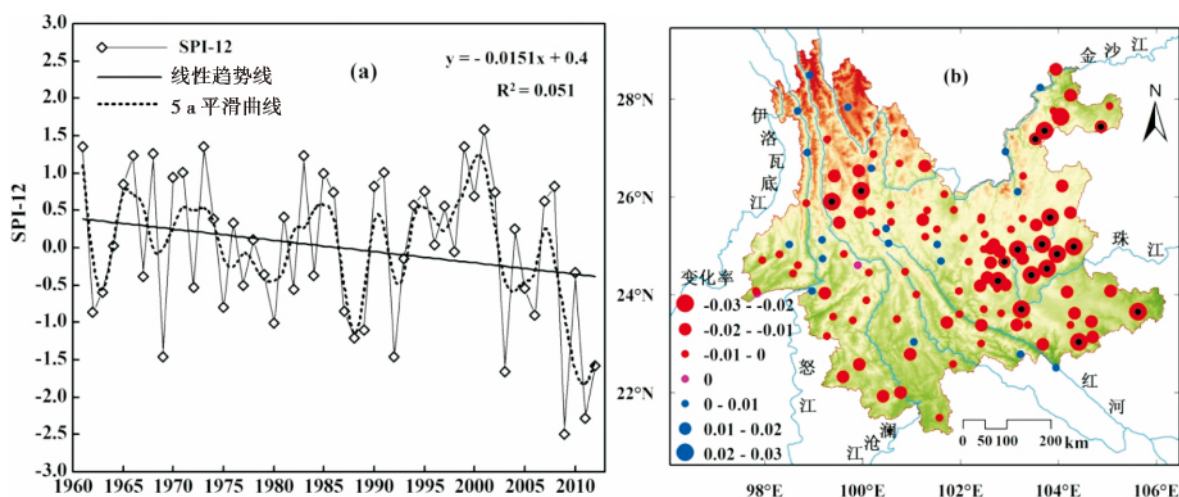 3.0
2.5
2.0
1.5
1.0
0.5
0.0
-0.5
-1.0
-1.5
-2.0
-2.5
-3.0
SPI-12
1960 1965 1970 1975 1980 1985 1990 1995 2000 2005 2010
SPI-12
线性趋势线
5 a 平滑曲线
(a)
y = - 0.0151x + 0.4
R² = 0.051
(b)
N
28°N
26°N
24°N
22°N
98°E 100°E 102°E 104°E 106°E
金沙江
伊洛瓦底江
珠江
怒江
澜沧江
红河
变化率
-0.03 - -0.02
-0.02 - -0.01
-0.01 - 0
0
0 - 0.01
0.01 - 0.02
0.02 - 0.03
0 50 100 200 km